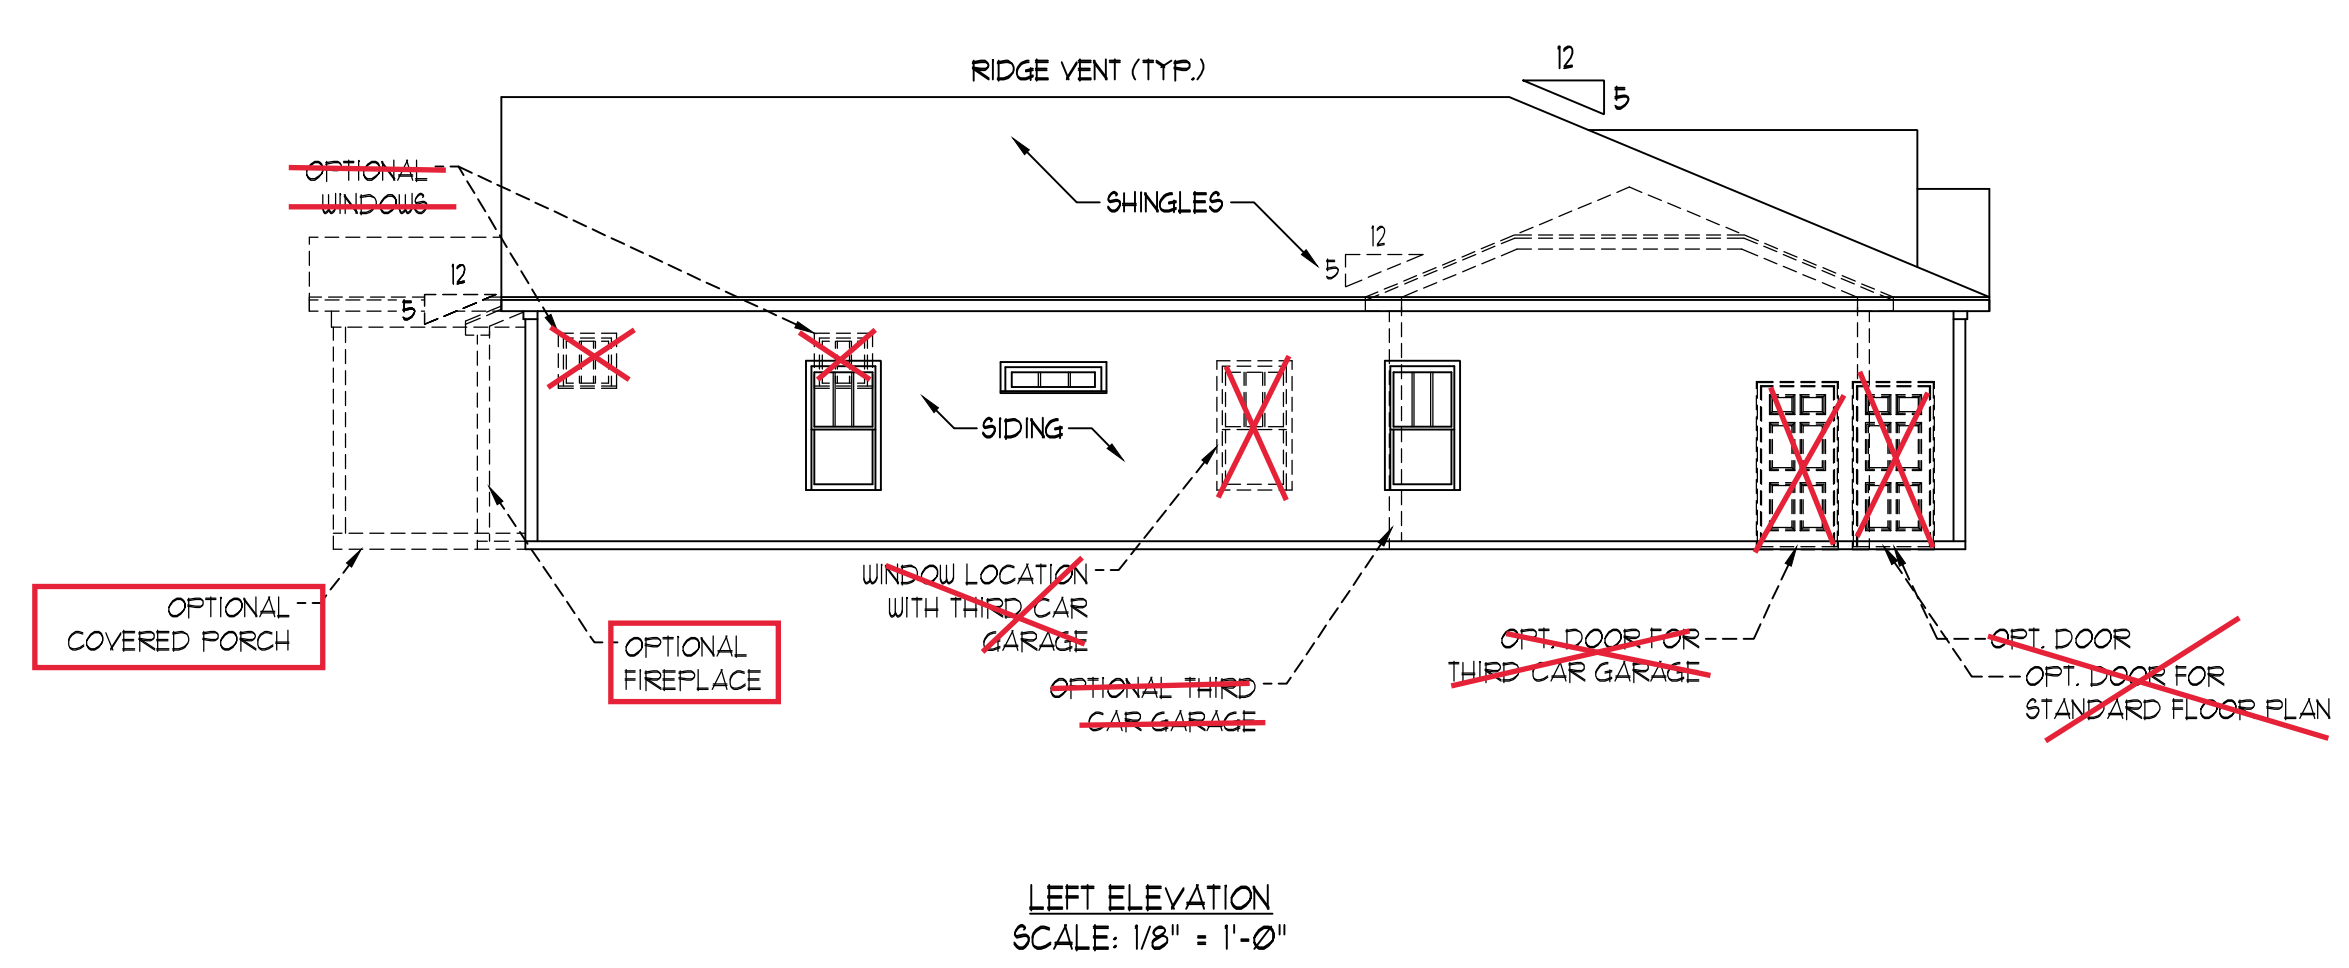 12
RIDGE VENT (TYP.)
5
OPTIONAL
WINDOWS
SHINGLES
12
5
12
5
SIDING
WINDOW LOCATION
WITH THIRD CAR
GARAGE
OPTIONAL
COVERED PORCH
OPTIONAL
FIREPLACE
OPTIONAL THIRD
CAR GARAGE
OPT. DOOR FOR
THIRD CAR GARAGE
OPT. DOOR
OPT. DOOR FOR
STANDARD FLOOR PLAN
LEFT ELEVATION
SCALE: 1/8" = 1'-0"